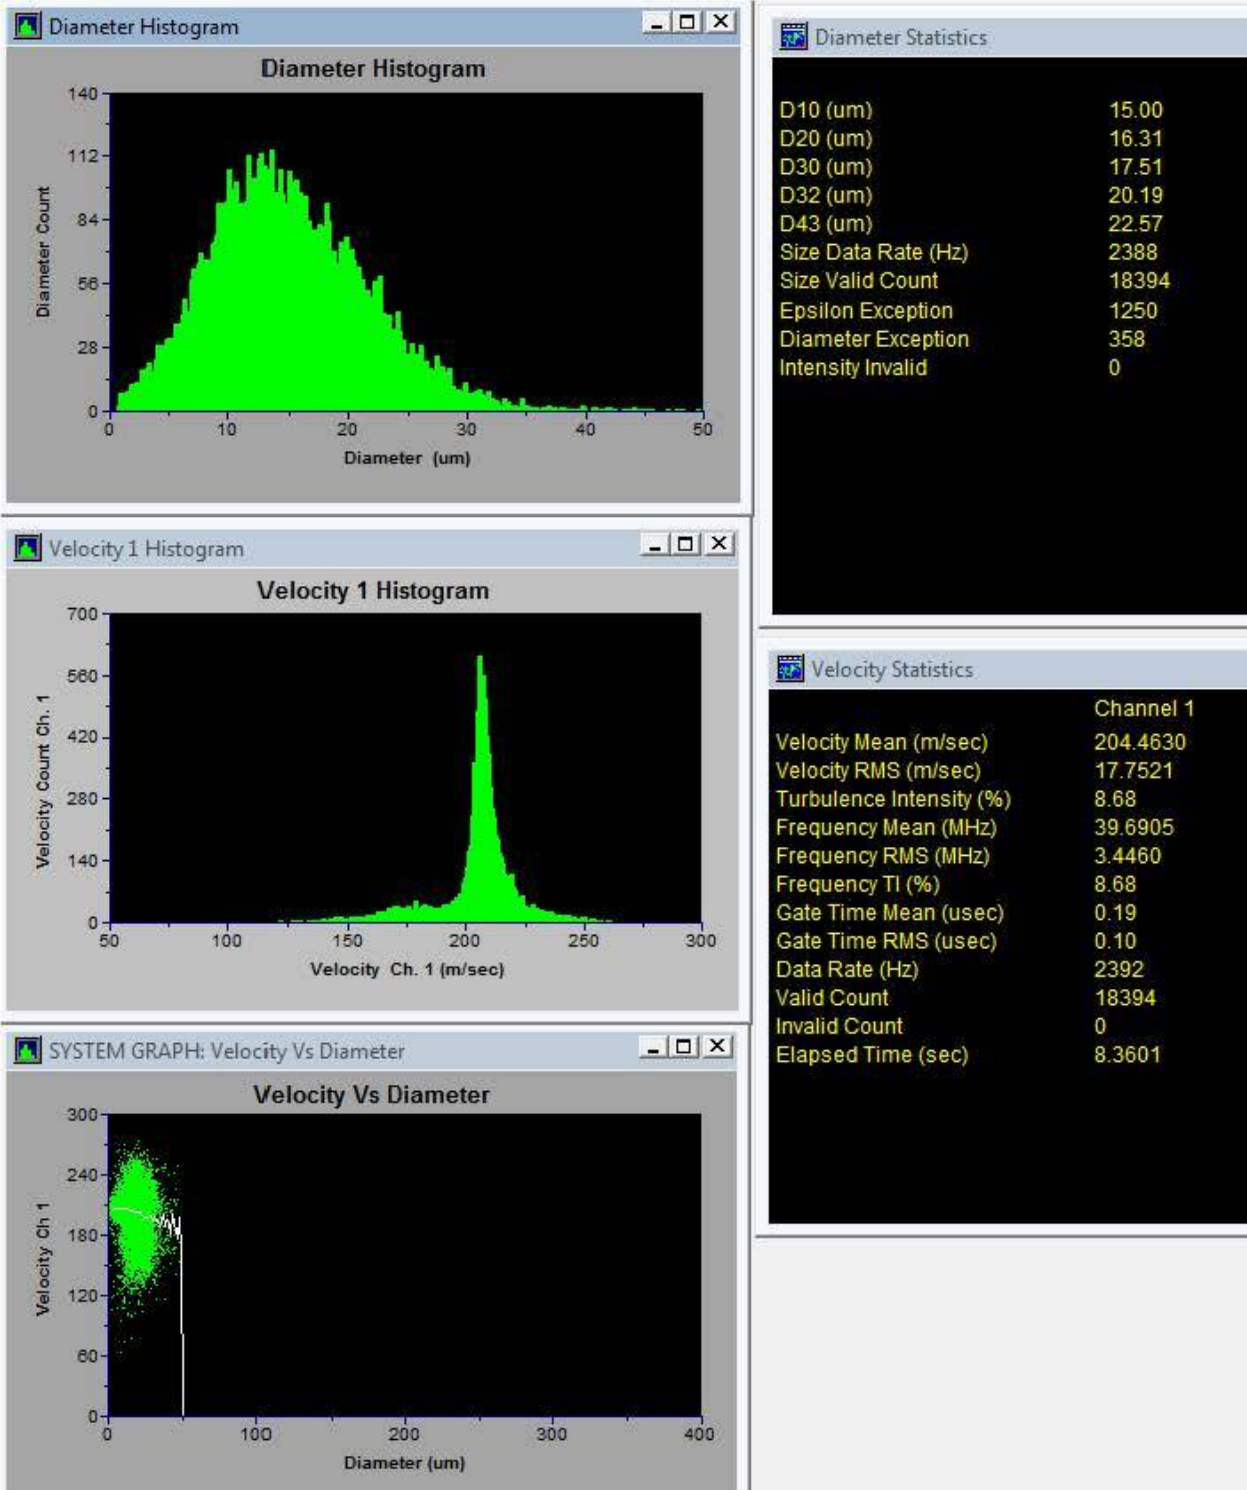 Diameter Histogram
Diameter Histogram
140
112
84
56
28
0
Diameter Count
0 10 20 30 40 50
Diameter (um)
Velocity 1 Histogram
Velocity 1 Histogram
700
560
420
280
140
0
Velocity Count Ch. 1
50 100 150 200 250 300
Velocity Ch. 1 (m/sec)
SYSTEM GRAPH: Velocity Vs Diameter
Velocity Vs Diameter
300
240
180
120
60
0
Velocity Ch 1
0 100 200 300 400
Diameter (um)
Diameter Statistics
D10 (um) 15.00
D20 (um) 16.31
D30 (um) 17.51
D32 (um) 20.19
D43 (um) 22.57
Size Data Rate (Hz) 2388
Size Valid Count 18394
Epsilon Exception 1250
Diameter Exception 358
Intensity Invalid 0
Velocity Statistics
Channel 1
Velocity Mean (m/sec) 204.4630
Velocity RMS (m/sec) 17.7521
Turbulence Intensity (%) 8.68
Frequency Mean (MHz) 39.6905
Frequency RMS (MHz) 3.4460
Frequency TI (%) 8.68
Gate Time Mean (usec) 0.19
Gate Time RMS (usec) 0.10
Data Rate (Hz) 2392
Valid Count 18394
Invalid Count 0
Elapsed Time (sec) 8.3601